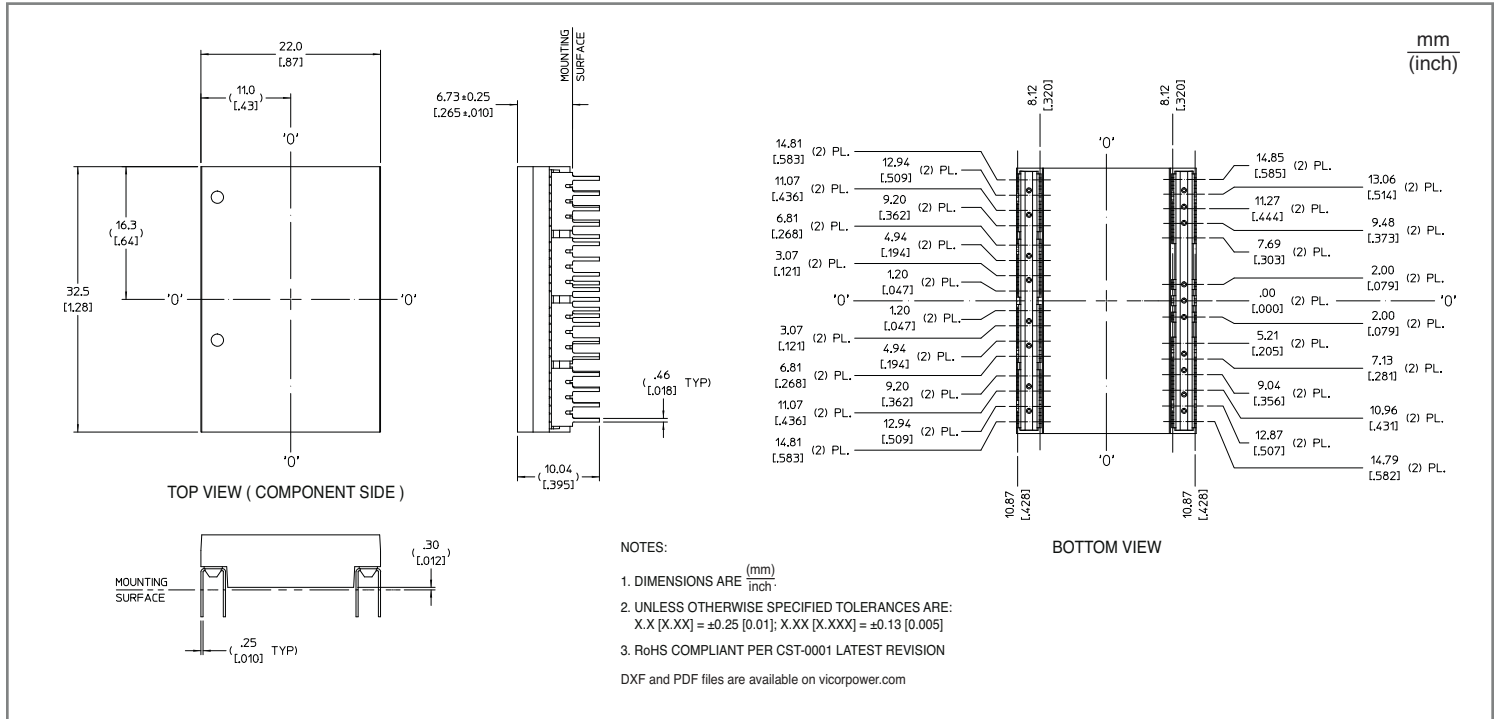 mm
(inch)
22.0
[.87]
( 11.0 )
[.43]
'0'
( 16.3 )
[.64]
32.5
[1.28]
'0'
'0'
'0'
TOP VIEW ( COMPONENT SIDE )
MOUNTING
SURFACE
6.73±0.25
[.265±.010]
( .46 TYP)
[.018]
( 10.04 )
[.395]
MOUNTING
SURFACE
( .30 )
[.012]
( .25 TYP)
[.010]
8.12
[.320]
8.12
[.320]
'0'
14.81
[.583] (2) PL.
12.94
[.509] (2) PL.
11.07
[.436] (2) PL.
9.20
[.362] (2) PL.
6.81
[.268] (2) PL.
4.94
[.194] (2) PL.
3.07
[.121] (2) PL.
1.20
[.047] (2) PL.
'0'
1.20
[.047] (2) PL.
3.07
[.121] (2) PL.
4.94
[.194] (2) PL.
6.81
[.268] (2) PL.
9.20
[.362] (2) PL.
11.07
[.436] (2) PL.
12.94
[.509] (2) PL.
14.81
[.583] (2) PL.
14.85
[.585] (2) PL.
13.06
[.514] (2) PL.
11.27
[.444] (2) PL.
9.48
[.373] (2) PL.
7.69
[.303] (2) PL.
2.00
[.079] (2) PL.
.00
[.000] (2) PL.
'0'
2.00
[.079] (2) PL.
5.21
[.205] (2) PL.
7.13
[.281] (2) PL.
9.04
[.356] (2) PL.
10.96
[.431] (2) PL.
12.87
[.507] (2) PL.
14.79
[.582] (2) PL.
'0'
10.87
[.428]
10.87
[.428]
BOTTOM VIEW
NOTES:
1. DIMENSIONS ARE (mm)
inch.
2. UNLESS OTHERWISE SPECIFIED TOLERANCES ARE:
X.X [X.XX] = ±0.25 [0.01]; X.XX [X.XXX] = ±0.13 [0.005]
3. RoHS COMPLIANT PER CST-0001 LATEST REVISION
DXF and PDF files are available on vicorpower.com